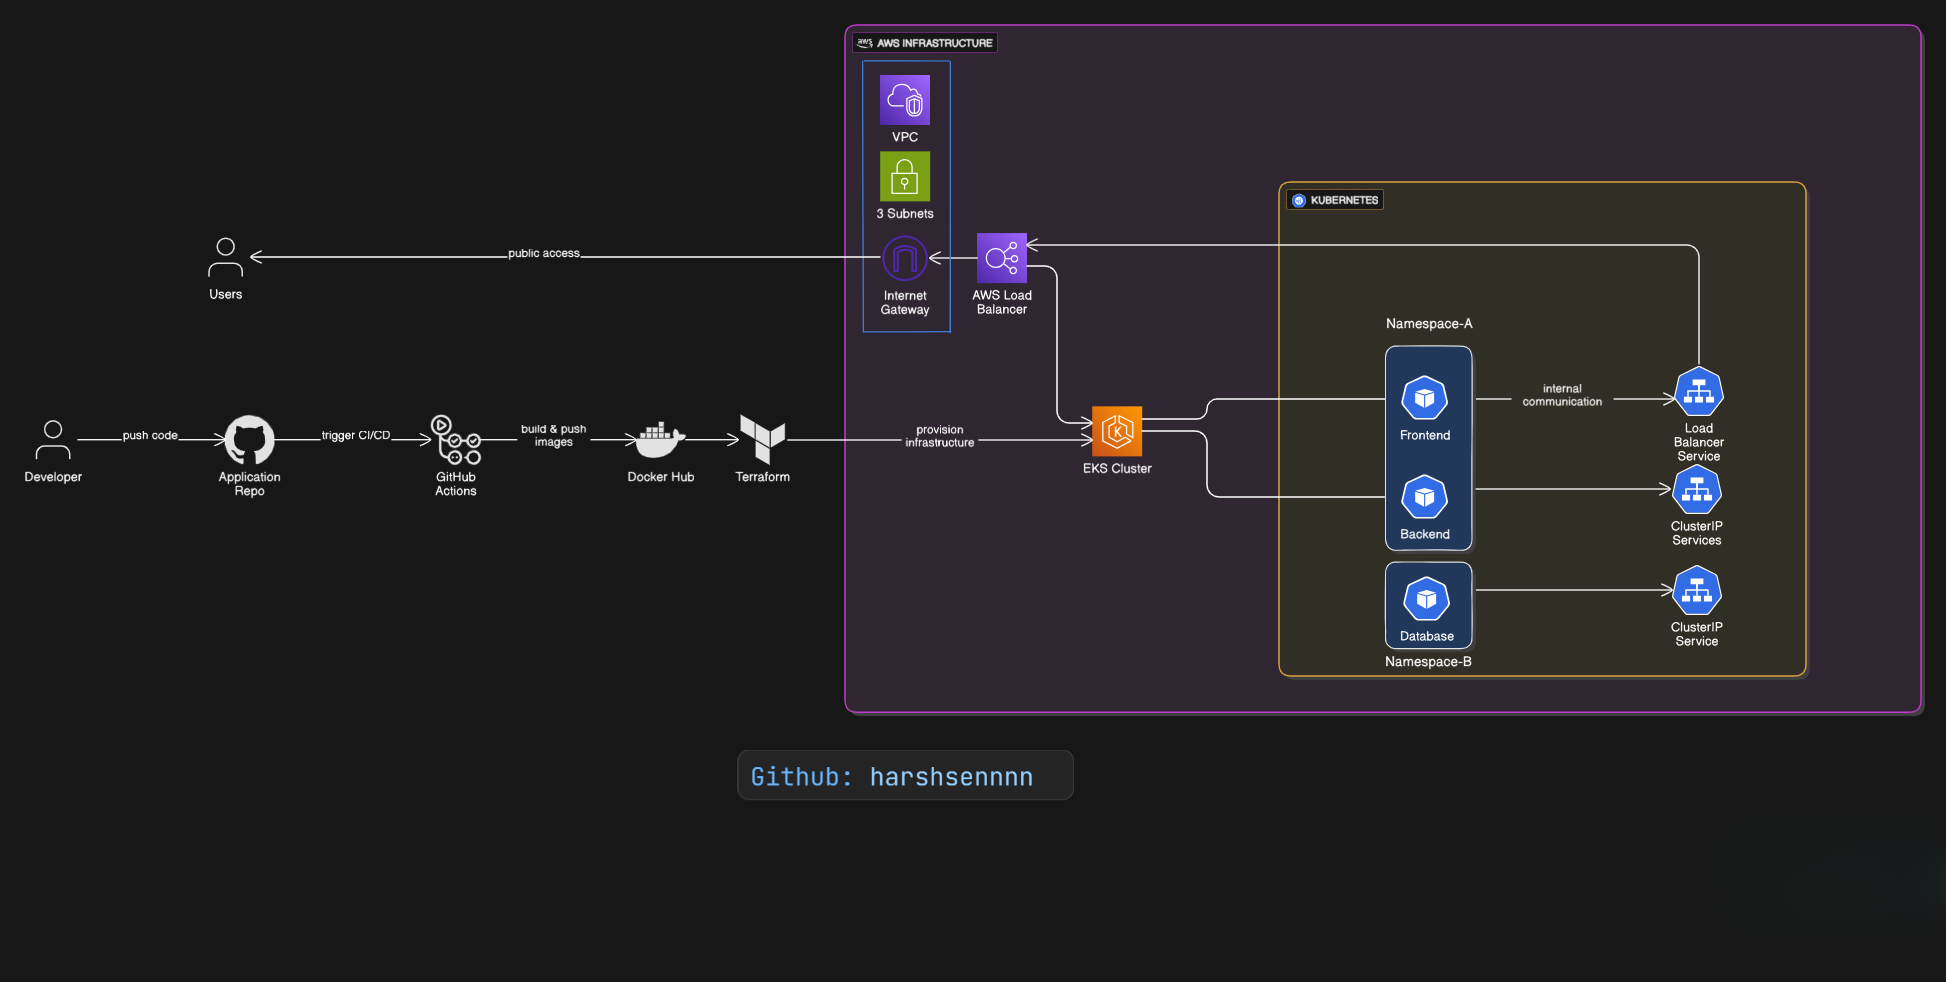 aws AWS INFRASTRUCTURE
VPC
3 Subnets
KUBERNETES
public access
Users
Internet
Gateway
AWS Load
Balancer
Namespace-A
Frontend
internal
communication
Load
Balancer
Service
Developer
push code
Application
Repo
trigger CI/CD
GitHub
Actions
build & push
images
Docker Hub
Terraform
provision
infrastructure
EKS Cluster
Backend
ClusterIP
Services
Database
Namespace-B
ClusterIP
Service
Github: harshsennnn